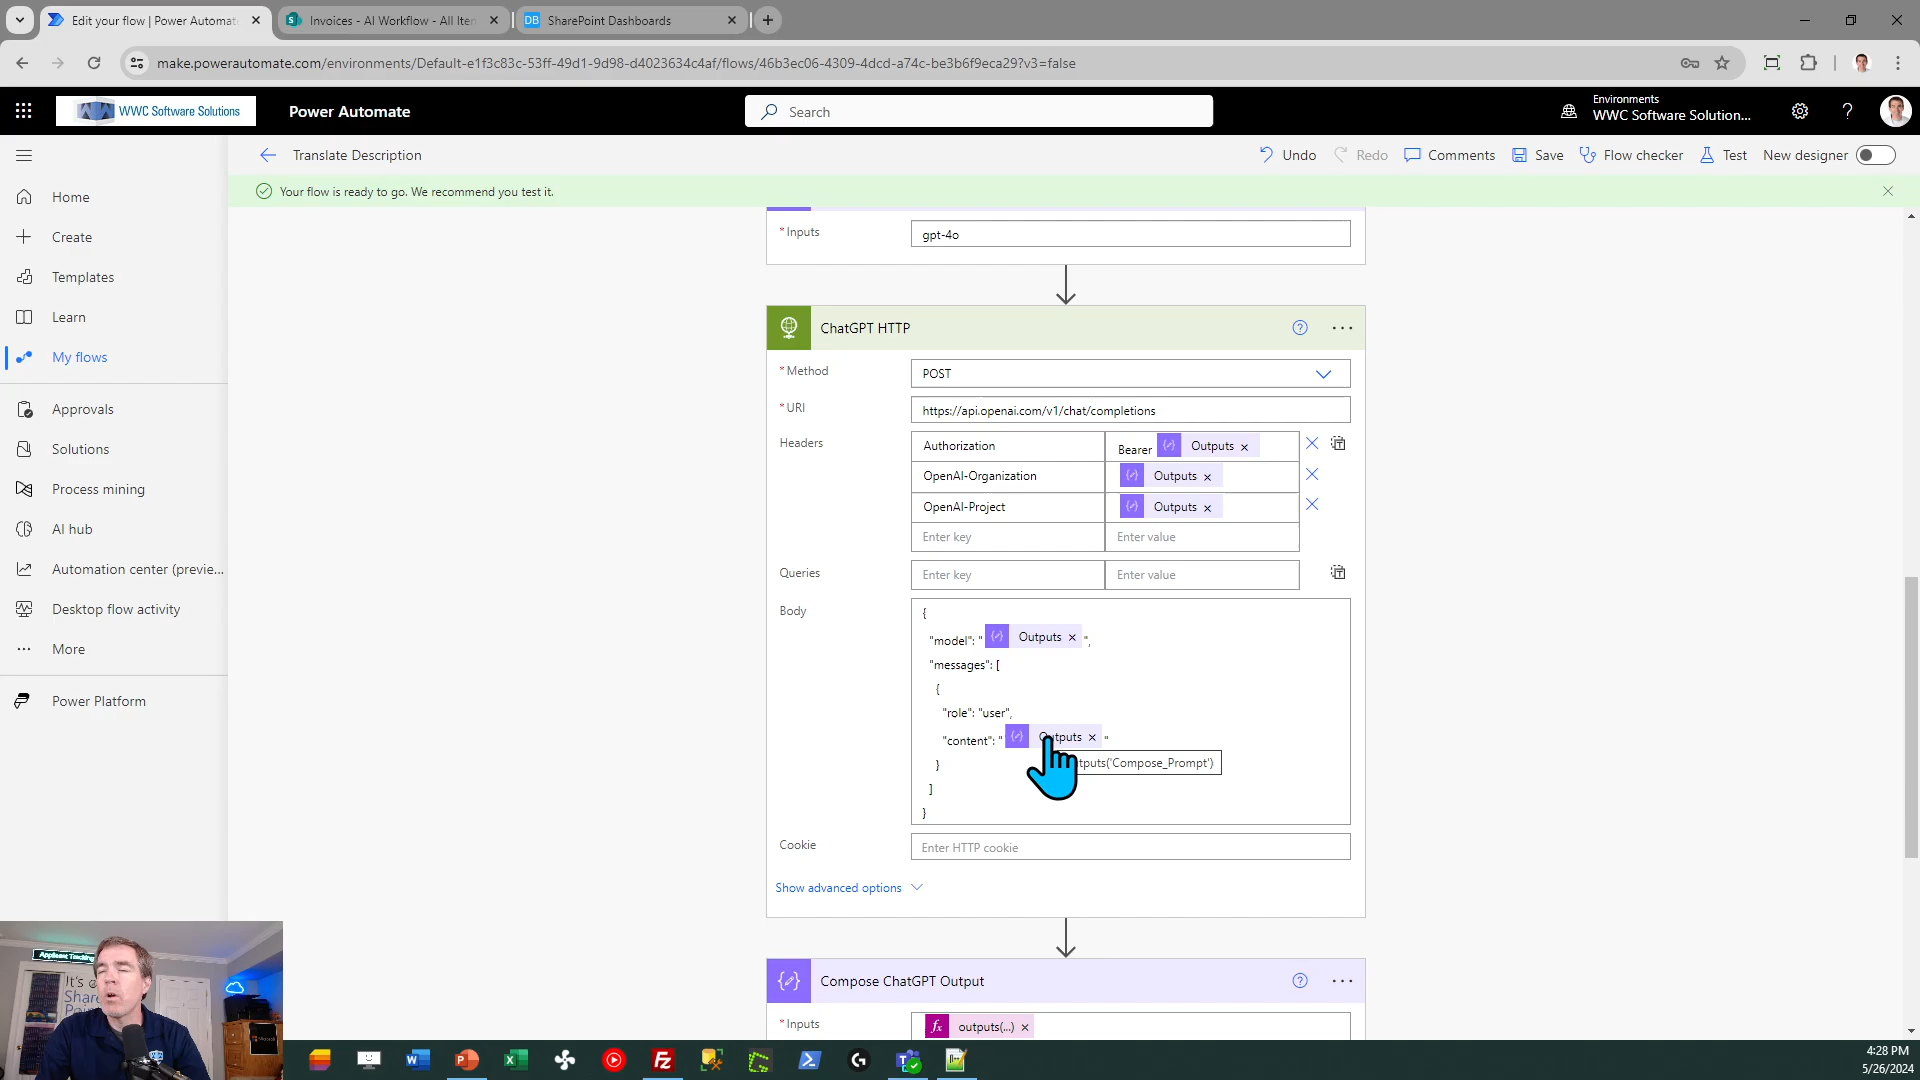 Edit your flow | Power Automate
Invoices - AI Workflow - All Iten
DB SharePoint Dashboards
make.powerautomate.com/environments/Default-e1f3c83c-53ff-49d1-9d98-d4023634c4af/flows/46b3ec06-4309-4dcd-a74c-be3b6f9eca29?v3=false
WWC Software Solutions
Power Automate
Search
Environments
WWC Software Solution...
Translate Description
Undo
Redo
Comments
Save
Flow checker
Test
New designer
Your flow is ready to go. We recommend you test it.
Home
Create
Templates
Learn
My flows
Approvals
Solutions
Process mining
AI hub
Automation center (previe...
Desktop flow activity
More
Power Platform
* Inputs
gpt-4o
ChatGPT HTTP
* Method
POST
* URI
https://api.openai.com/v1/chat/completions
Headers
Authorization
Bearer Outputs
OpenAI-Organization
Outputs
OpenAI-Project
Outputs
Enter key
Enter value
Queries
Enter key
Enter value
Body
{
"model": " Outputs ",
"messages": [
{
"role": "user",
"content": " Outputs "
tputs('Compose_Prompt')
}
]
}
Cookie
Enter HTTP cookie
Show advanced options
Compose ChatGPT Output
* Inputs
fx outputs(...)
It's
Share
4:28 PM
5/26/2024